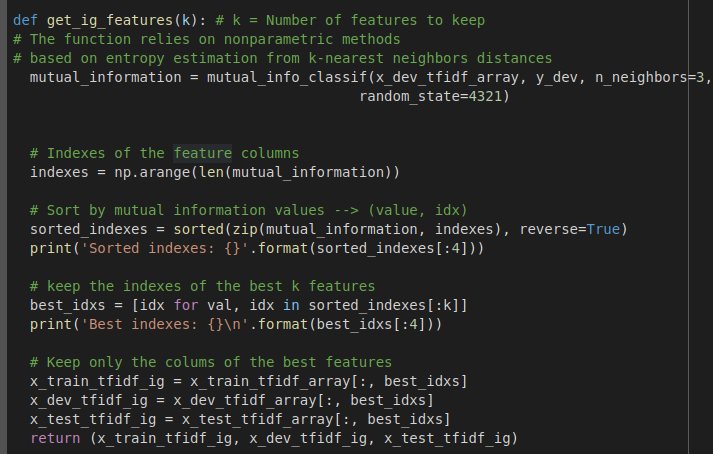 def get_ig_features(k): # k = Number of features to keep
# The function relies on nonparametric methods
# based on entropy estimation from k-nearest neighbors distances
  mutual_information = mutual_info_classif(x_dev_tfidf_array, y_dev, n_neighbors=3,
                                         random_state=4321)
  # Indexes of the feature columns
  indexes = np.arange(len(mutual_information))
  # Sort by mutual information values --> (value, idx)
  sorted_indexes = sorted(zip(mutual_information, indexes), reverse=True)
  print('Sorted indexes: {}'.format(sorted_indexes[:4]))
  # keep the indexes of the best k features
  best_idxs = [idx for val, idx in sorted_indexes[:k]]
  print('Best indexes: {}\n'.format(best_idxs[:4]))
  # Keep only the colums of the best features
  x_train_tfidf_ig = x_train_tfidf_array[:, best_idxs]
  x_dev_tfidf_ig = x_dev_tfidf_array[:, best_idxs]
  x_test_tfidf_ig = x_test_tfidf_array[:, best_idxs]
  return (x_train_tfidf_ig, x_dev_tfidf_ig, x_test_tfidf_ig)